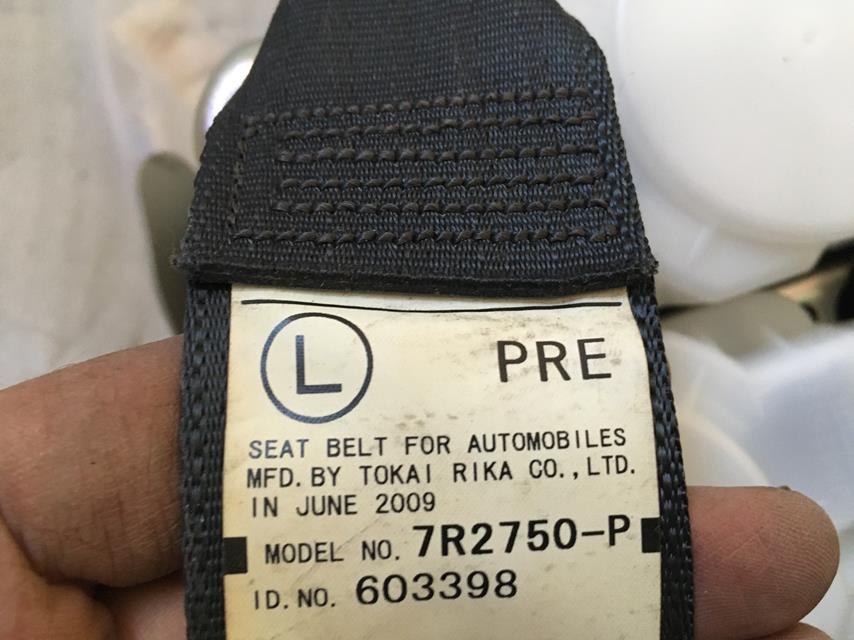 L PRE
SEAT BELT FOR AUTOMOBILES
MFD. BY TOKAI RIKA CO., LTD.
IN JUNE 2009
MODEL NO. 7R2750-P
ID. NO. 603398